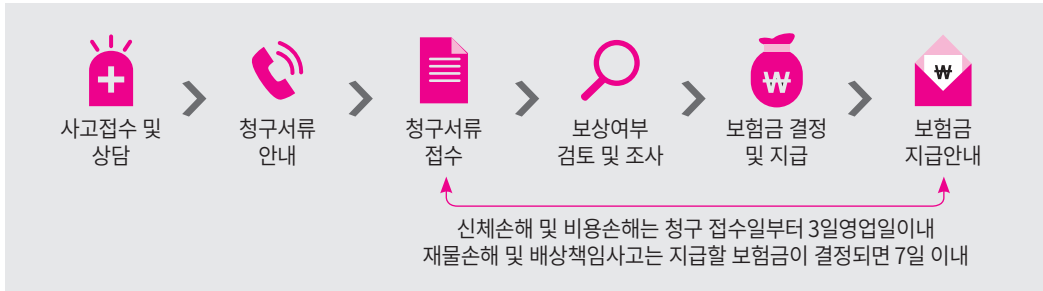 사고접수 및
상담
청구서류
안내
청구서류
접수
보상여부
검토 및 조사
₩
보험금 결정
및 지급
₩
보험금
지급안내
신체손해 및 비용손해는 청구 접수일부터 3일영업일이내
재물손해 및 배상책임사고는 지급할 보험금이 결정되면 7일 이내